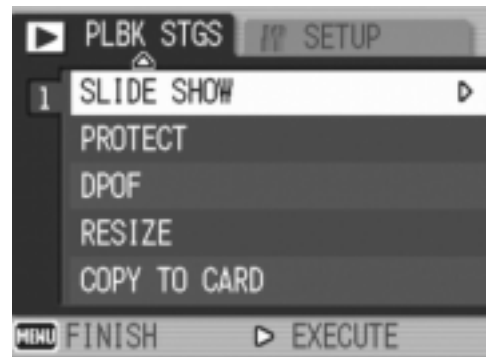 PLBK STGS SETUP
1 SLIDE SHOW
PROTECT
DPOF
RESIZE
COPY TO CARD
MENU FINISH EXECUTE